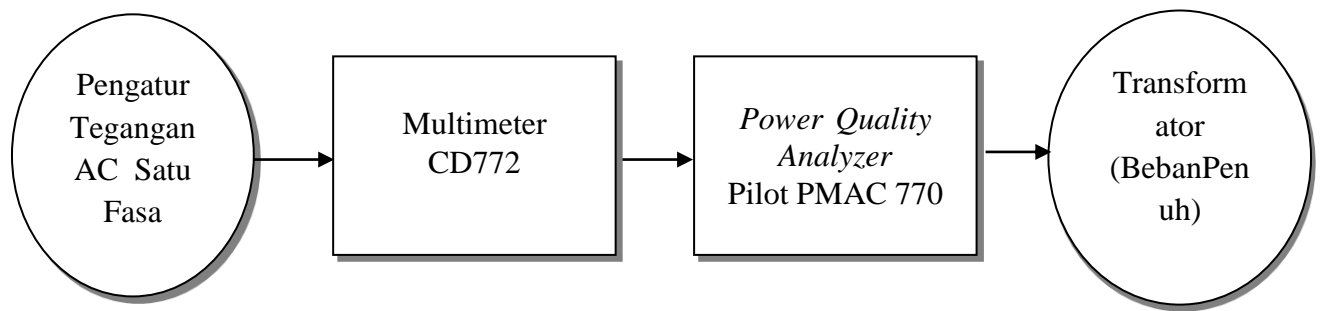 Pengatur
Tegangan
AC Satu
Fasa
Multimeter
CD772
Power Quality
Analyzer
Pilot PMAC 770
Transform
ator
(BebanPen
uh)